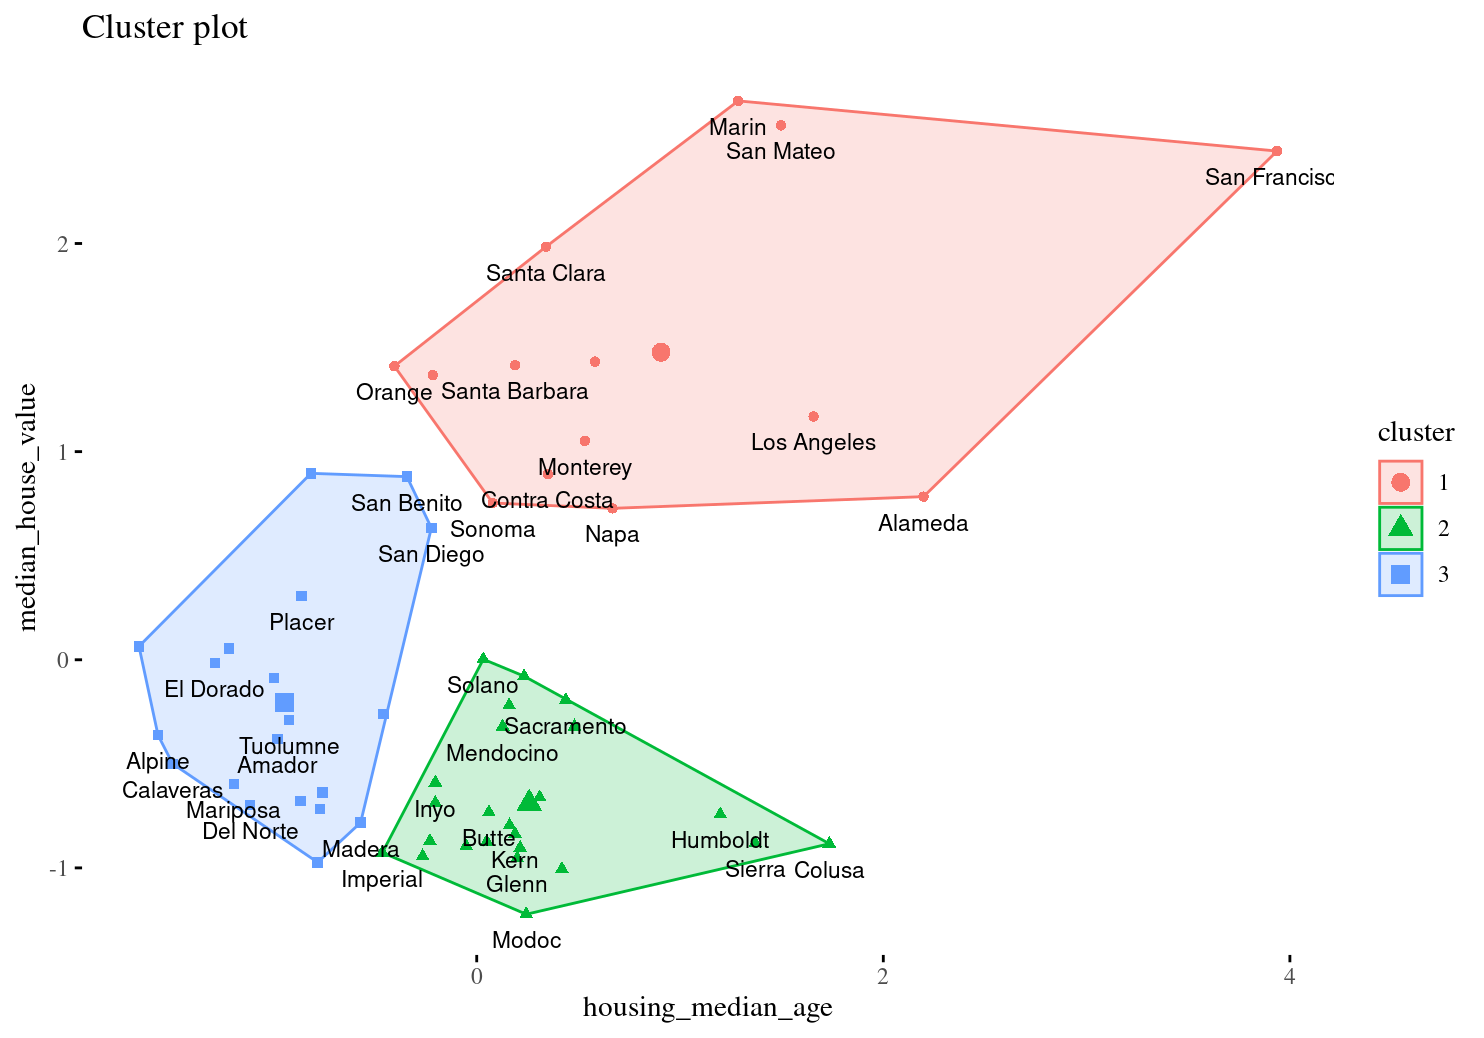 Cluster plot
Marin
San Mateo
San Francisc
2
Santa Clara
Orange
Santa Barbara
cluster
1
Los Angeles
1
Monterey
2
3
San Benito
Contra Costa
Sonoma
Napa
Alameda
San Diego
median_house_value
Placer
0
El Dorado
Solano
Sacramento
Tuolumne
Mendocino
Alpine
Amador
Calaveras
Mariposa
Inyo
Del Norte
Butte
Humboldt
Madera
Kern
-1
Imperial
Glenn
Sierra
Colusa
Modoc
0
2
4
housing_median_age